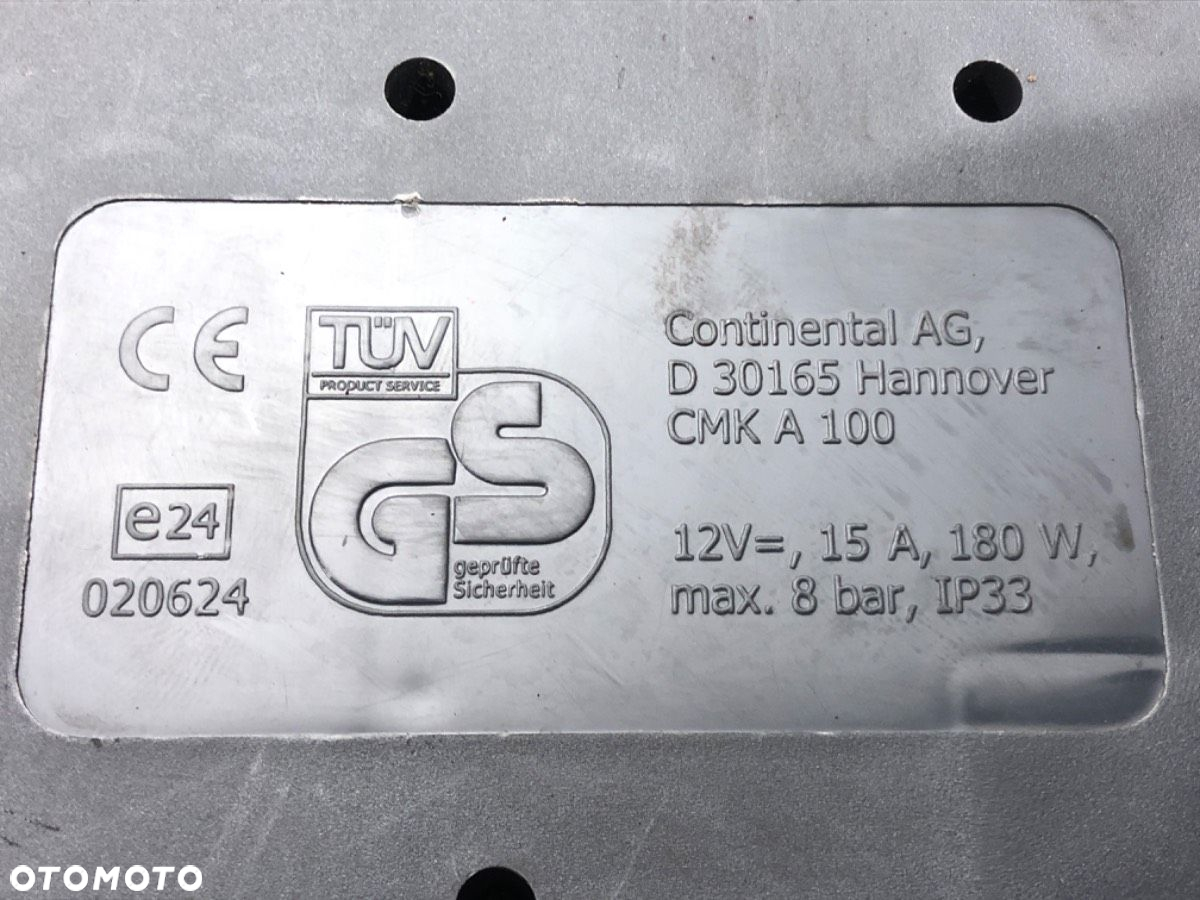 CE
e24
020624
TÜV
PRODUCT SERVICE
GS
geprüfte
Sicherheit
Continental AG,
D 30165 Hannover
CMK A 100
12V=, 15 A, 180 W,
max. 8 bar, IP33
OTOMOTO